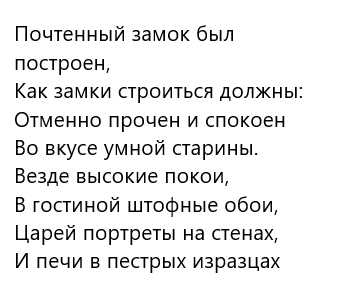 Почтенный замок был
построен,
Как замки строиться должны:
Отменно прочен и спокоен
Во вкусе умной старины.
Везде высокие покои,
В гостиной штофные обои,
Царей портреты на стенах,
И печи в пестрых изразцах